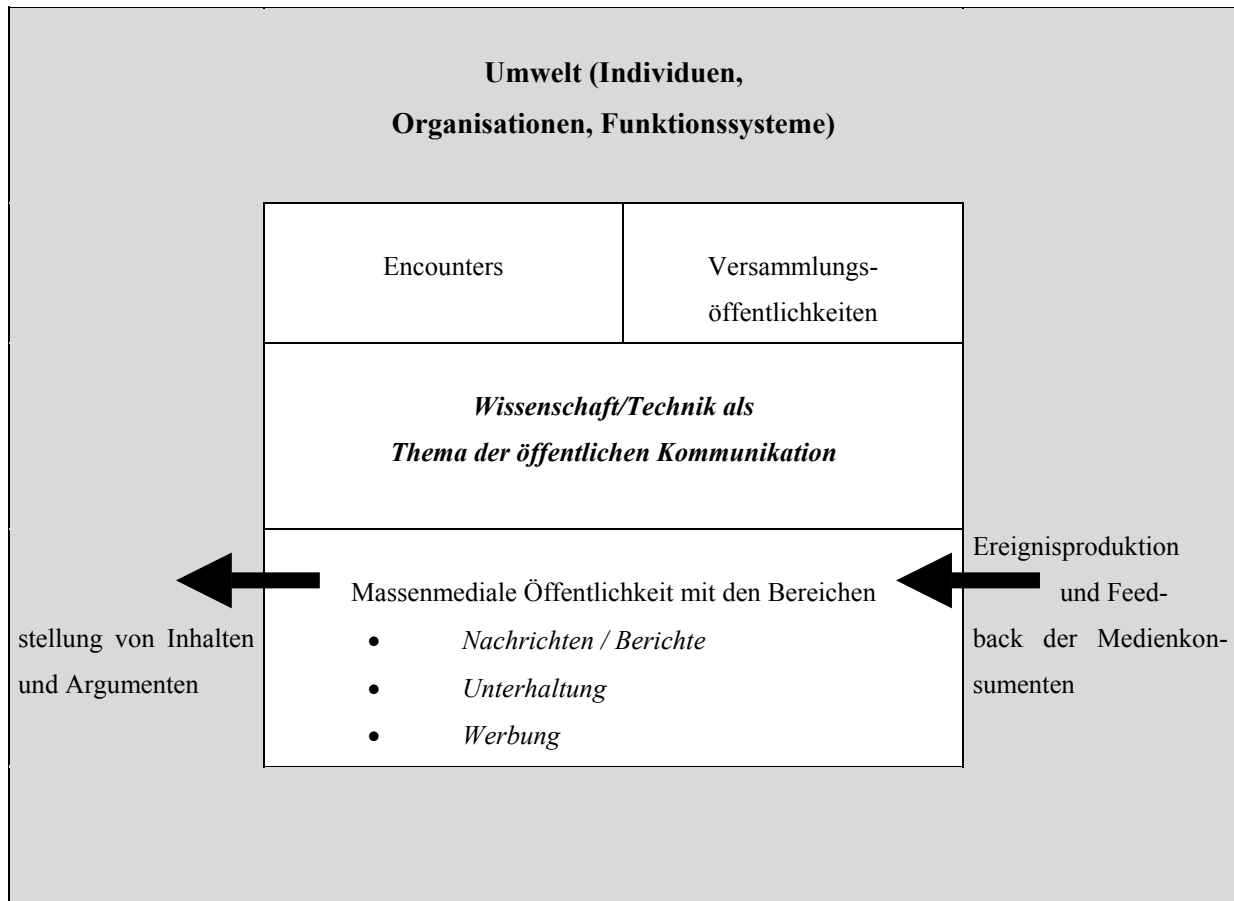 Umwelt (Individuen,
Organisationen, Funktionssysteme)
Encounters
Versammlungs-
öffentlichkeiten
Wissenschaft/Technik als
Thema der öffentlichen Kommunikation
stellung von Inhalten
und Argumenten
Massenmediale Öffentlichkeit mit den Bereichen
• Nachrichten / Berichte
• Unterhaltung
• Werbung
Ereignisproduktion
und Feed-
back der Medienkon-
sumenten